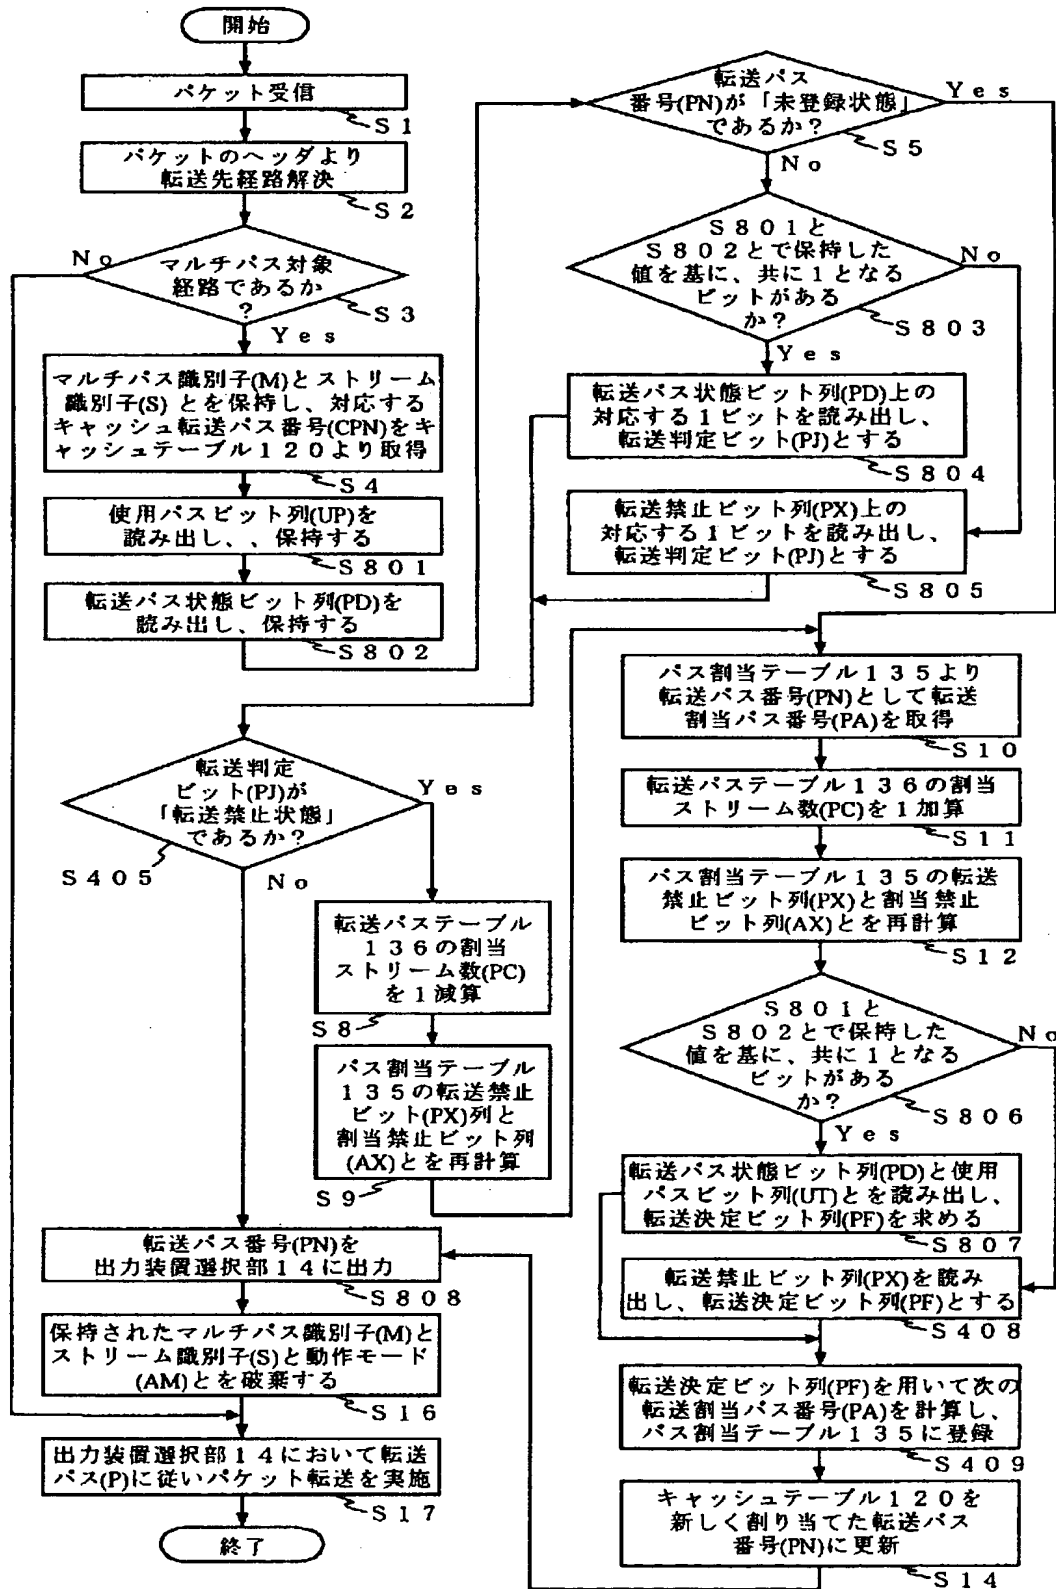 開始
パケット受信
S1
パケットのヘッダより
転送先経路解決
S2
マルチパス対象
経路であるか
?
No
S3
Yes
マルチパス識別子(M)とストリーム
識別子(S)とを保持し、対応する
キャッシュ転送パス番号(CPN)をキ
ャッシュテーブル120より取得
S4
使用パスビット列(UP)を
読み出し、、保持する
S801
転送パス状態ビット列(PD)を
読み出し、保持する
S802
転送パス
番号(PN)が「未登録状態」
であるか?
Yes
S5
No
S801と
S802とで保持した
値を基に、共に1となる
ビットがある
か?
No
S803
Yes
転送パス状態ビット列(PD)上の
対応する1ビットを読み出し、
転送判定ビット(PJ)とする
S804
転送禁止ビット列(PX)上の
対応する1ビットを読み出し、
転送判定ビット(PJ)とする
S805
転送判定
ビット(PJ)が
「転送禁止状態」
であるか?
Yes
S405
No
転送パステーブル
136の割当
ストリーム数(PC)
を1減算
S8
パス割当テーブル
135の転送禁止
ビット(PX)列と
割当禁止ビット列
(AX)とを再計算
S9
パス割当テーブル135より
転送パス番号(PN)として転送
割当パス番号(PA)を取得
S10
転送パステーブル136の割当
ストリーム数(PC)を1加算
S11
パス割当テーブル135の転送
禁止ビット列(PX)と割当禁止
ビット列(AX)とを再計算
S12
S801と
S802とで保持した
値を基に、共に1となる
ビットがある
か?
No
S806
Yes
転送パス状態ビット列(PD)と使用
パスビット列(UT)とを読み出し、
転送決定ビット列(PF)を求める
S807
転送禁止ビット列(PX)を読み
出し、転送決定ビット列(PF)とする
S408
転送決定ビット列(PF)を用いて次の
転送割当パス番号(PA)を計算し、
パス割当テーブル135に登録
S409
キャッシュテーブル120を
新しく割り当てた転送パス
番号(PN)に更新
S14
転送パス番号(PN)を
出力装置選択部14に出力
S808
保持されたマルチパス識別子(M)と
ストリーム識別子(S)と動作モード
(AM)とを破棄する
S16
出力装置選択部14において転送
パス(P)に従いパケット転送を実施
S17
終了